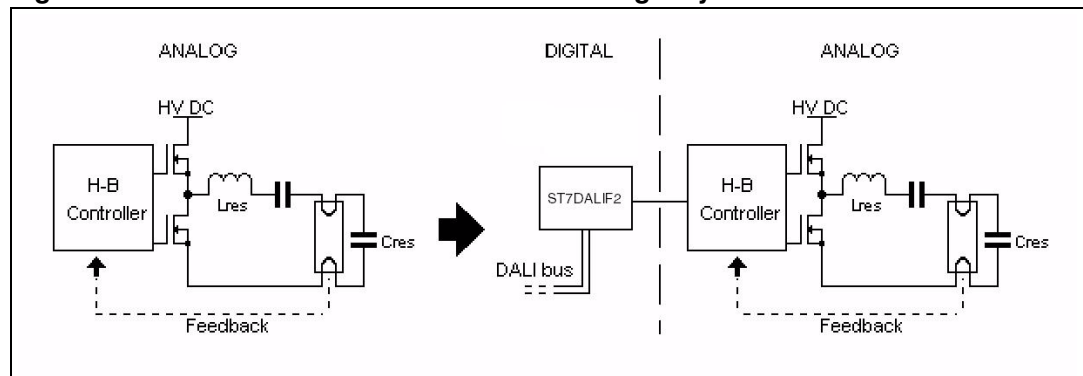 ANALOG
HV DC
H-B
Controller
Lres
Cres
Feedback
DIGITAL
ST7DALIF2
DALI bus
ANALOG
HV DC
H-B
Controller
Lres
Cres
Feedback